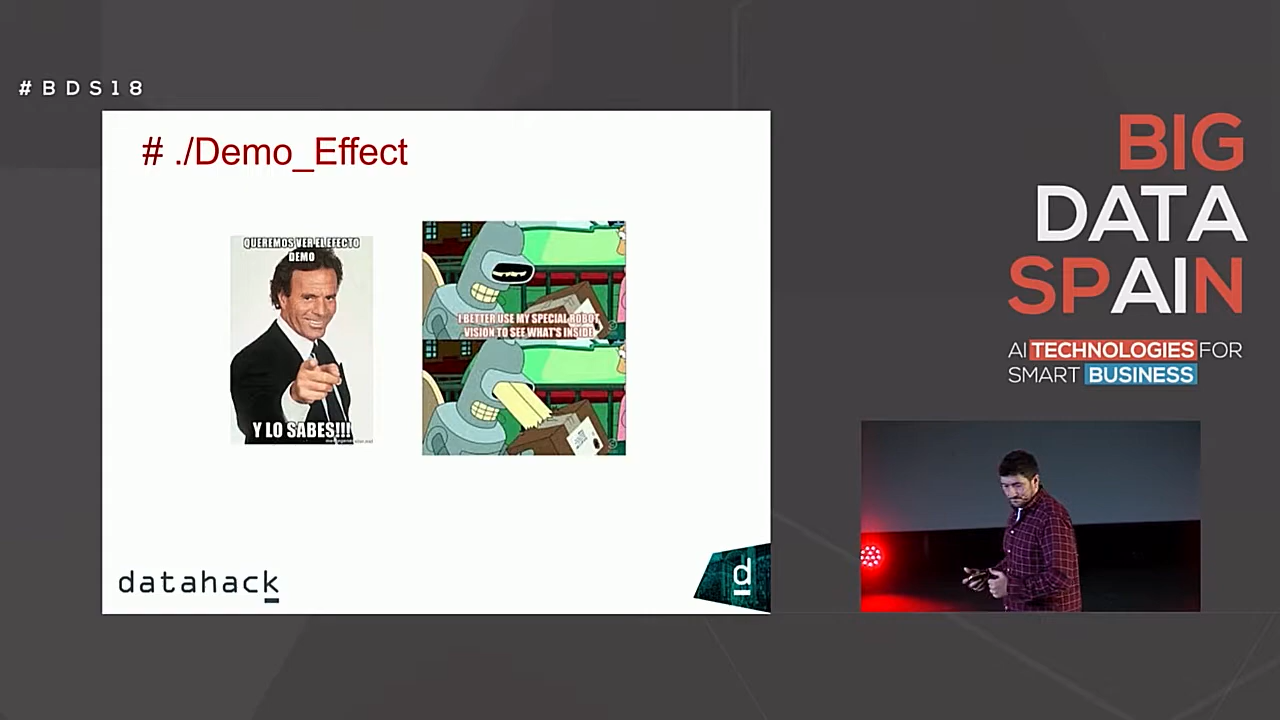 #BDS18
# ./Demo_Effect
QUEREMOS VER EL EFECTO
DEMO
Y LO SABES!!!
I BETTER USE MY SPECIAL ROBOT
VISION TO SEE WHAT'S INSIDE
datahack
d
BIG
DATA
SPAIN
AI TECHNOLOGIES FOR
SMART BUSINESS